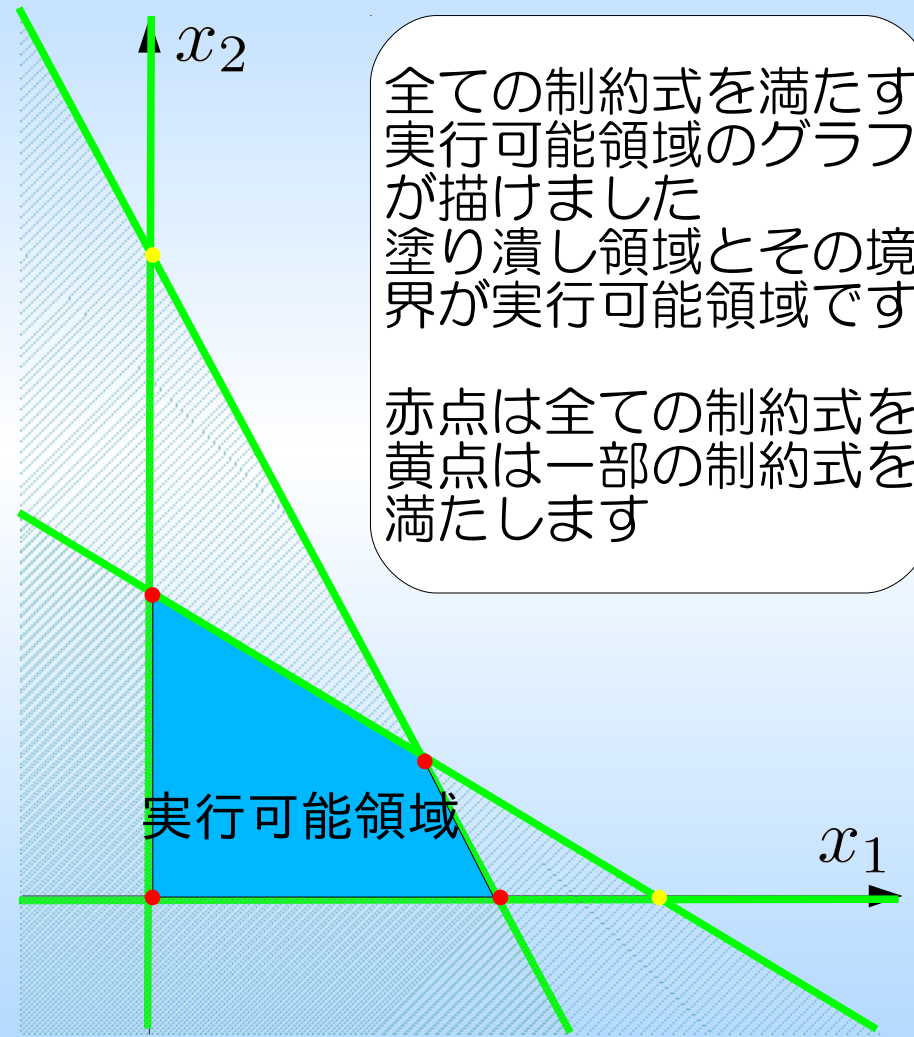 x₂
全ての制約式を満たす
実行可能領域のグラフ
が描けました
塗り潰し領域とその境
界が実行可能領域です
赤点は全ての制約式を
黄点は一部の制約式を
満たします
実行可能領域
x₁